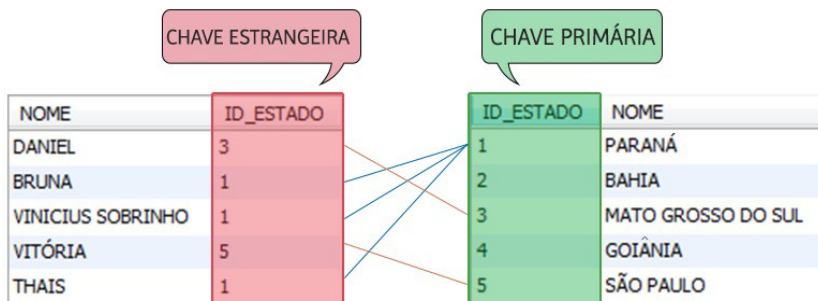 CHAVE ESTRANGEIRA
CHAVE PRIMÁRIA
NOME ID_ESTADO
DANIEL 3
BRUNA 1
VINICIUS SOBRINHO 1
VITÓRIA 5
THAIS 1
ID_ESTADO NOME
1 PARANÁ
2 BAHIA
3 MATO GROSSO DO SUL
4 GOIÂNIA
5 SÃO PAULO